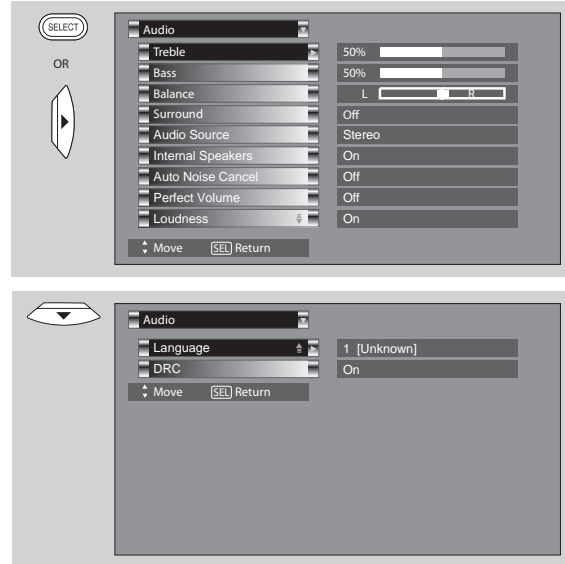 SELECT
OR
Audio
Treble 50%
Bass 50%
Balance L R
Surround Off
Audio Source Stereo
Internal Speakers On
Auto Noise Cancel Off
Perfect Volume Off
Loudness On
Move SEL Return
Audio
Language 1 [Unknown]
DRC On
Move SEL Return